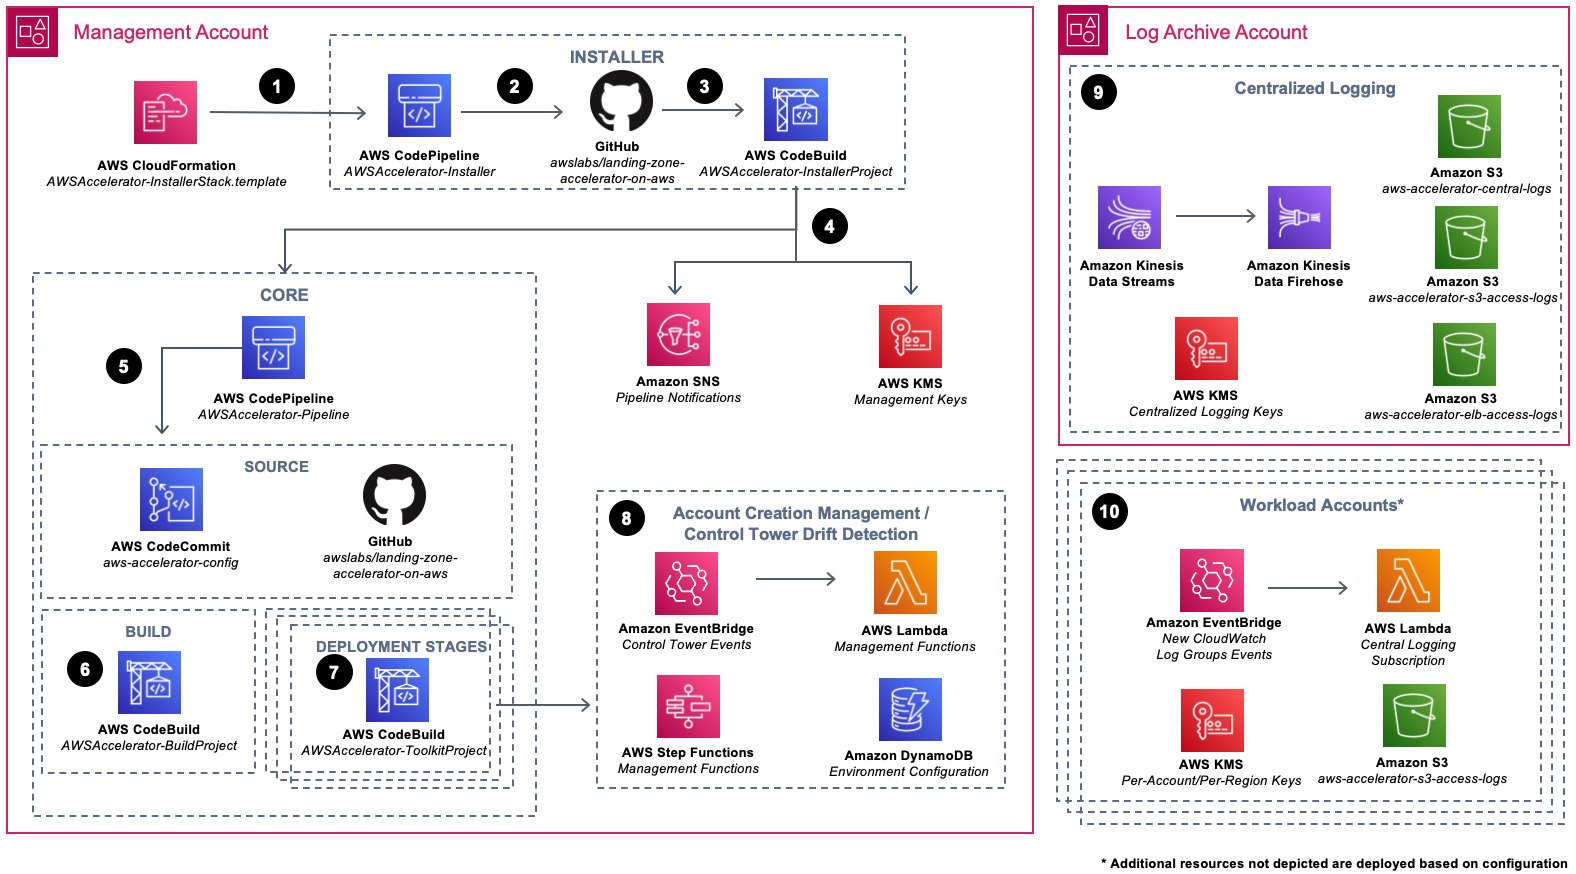 Management Account
INSTALLER
1
2
3
AWS CloudFormation
AWSAccelerator-InstallerStack.template
AWS CodePipeline
AWSAccelerator-Installer
GitHub
awslabs/landing-zone-
accelerator-on-aws
AWS CodeBuild
AWSAccelerator-InstallerProject
4
CORE
5
AWS CodePipeline
AWSAccelerator-Pipeline
Amazon SNS
Pipeline Notifications
AWS KMS
Management Keys
SOURCE
AWS CodeCommit
aws-accelerator-config
GitHub
awslabs/landing-zone-
accelerator-on-aws
BUILD
6
AWS CodeBuild
AWSAccelerator-BuildProject
DEPLOYMENT STAGES
7
AWS CodeBuild
AWSAccelerator-ToolkitProject
8
Account Creation Management /
Control Tower Drift Detection
Amazon EventBridge
Control Tower Events
AWS Lambda
Management Functions
AWS Step Functions
Management Functions
Amazon DynamoDB
Environment Configuration
Log Archive Account
9
Centralized Logging
Amazon S3
aws-accelerator-central-logs
Amazon Kinesis
Data Streams
Amazon Kinesis
Data Firehose
Amazon S3
aws-accelerator-s3-access-logs
AWS KMS
Centralized Logging Keys
Amazon S3
aws-accelerator-elb-access-logs
10
Workload Accounts*
Amazon EventBridge
New CloudWatch
Log Groups Events
AWS Lambda
Central Logging
Subscription
AWS KMS
Per-Account/Per-Region Keys
Amazon S3
aws-accelerator-s3-access-logs
* Additional resources not depicted are deployed based on configuration